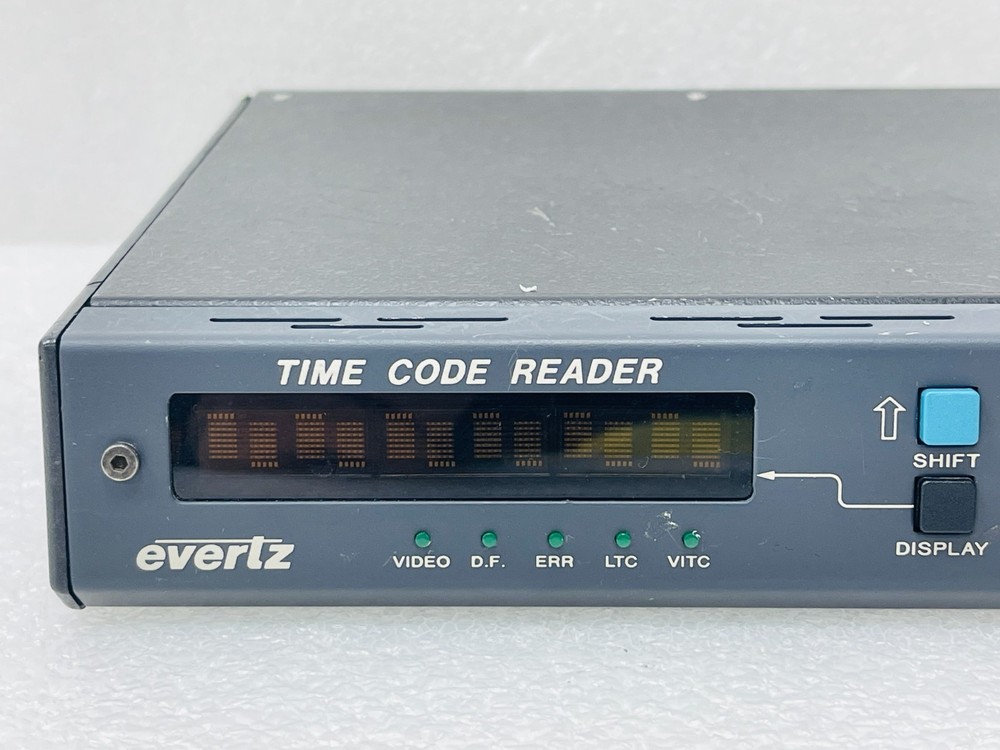 TIME CODE READER
SHIFT
DISPLAY
evertz
VIDEO D.F. ERR LTC VITC